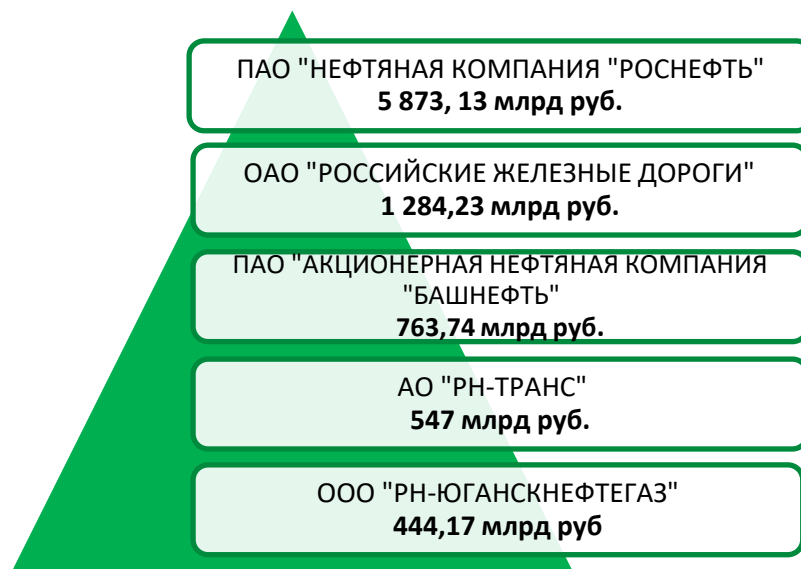 ПАО "НЕФТЯНАЯ КОМПАНИЯ "РОСНЕФТЬ"
5 873, 13 млрд руб.
ОАО "РОССИЙСКИЕ ЖЕЛЕЗНЫЕ ДОРОГИ"
1 284,23 млрд руб.
ПАО "АКЦИОНЕРНАЯ НЕФТЯНАЯ КОМПАНИЯ
"БАШНЕФТЬ"
763,74 млрд руб.
АО "РН-ТРАНС"
547 млрд руб.
ООО "РН-ЮГАНСКНЕФТЕГАЗ"
444,17 млрд руб